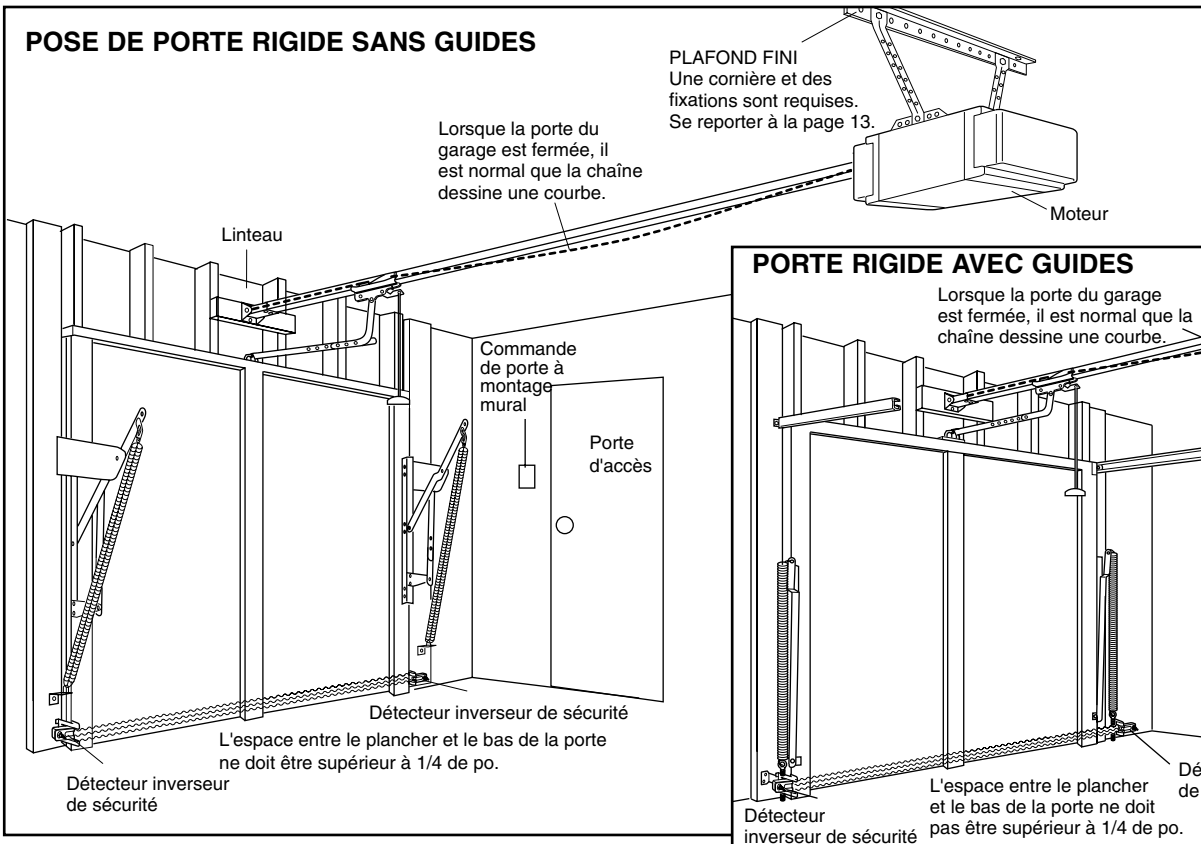 POSE DE PORTE RIGIDE SANS GUIDES
PLAFOND FINI
Une cornière et des
fixations sont requises.
Se reporter à la page 13.
Lorsque la porte du
garage est fermée, il
est normal que la chaîne
dessine une courbe.
Moteur
Linteau
Commande
de porte à
montage
mural
Porte
d'accès
Détecteur inverseur de sécurité
L'espace entre le plancher et le bas de la porte
ne doit être supérieur à 1/4 de po.
Détecteur inverseur
de sécurité
PORTE RIGIDE AVEC GUIDES
Lorsque la porte du garage
est fermée, il est normal que la
chaîne dessine une courbe.
Dé
de
L'espace entre le plancher
et le bas de la porte ne doit
pas être supérieur à 1/4 de po.
Détecteur
inverseur de sécurité